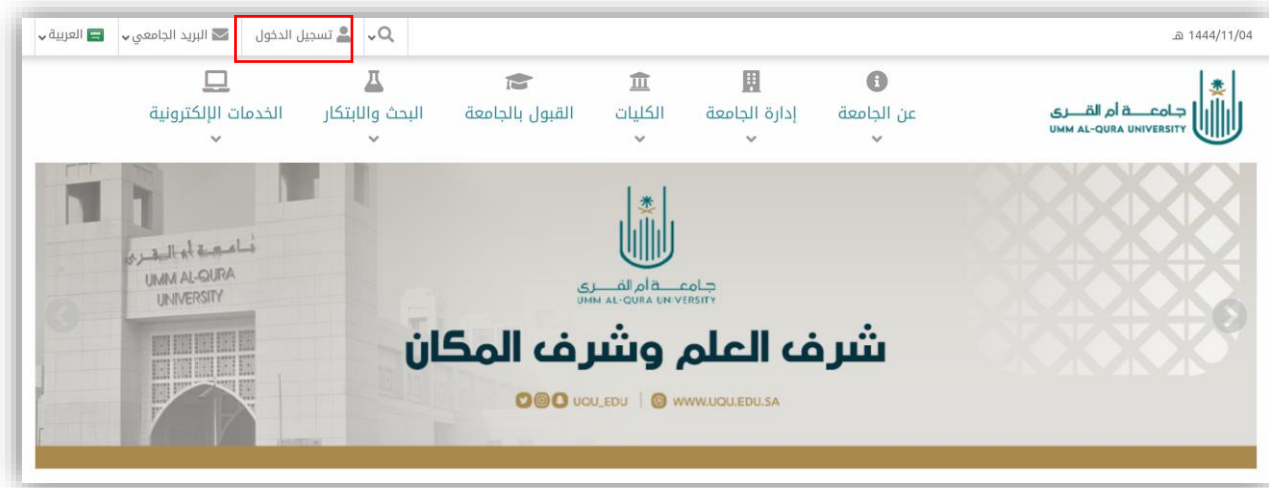 1444/11/04 هـ
تسجيل الدخول
البريد الجامعي
العربية
جامعة أم القرى
UMM AL-QURA UNIVERSITY
عن الجامعة
إدارة الجامعة
الكليات
القبول بالجامعة
البحث والابتكار
الخدمات الإلكترونية
جامعة أم القرى
UMM AL-QURA UNIVERSITY
جامعة أم القرى
UMM AL-QURA
UNIVERSITY
شرف العلم وشرف المكان
UQU_EDU | WWW.UQU.EDU.SA